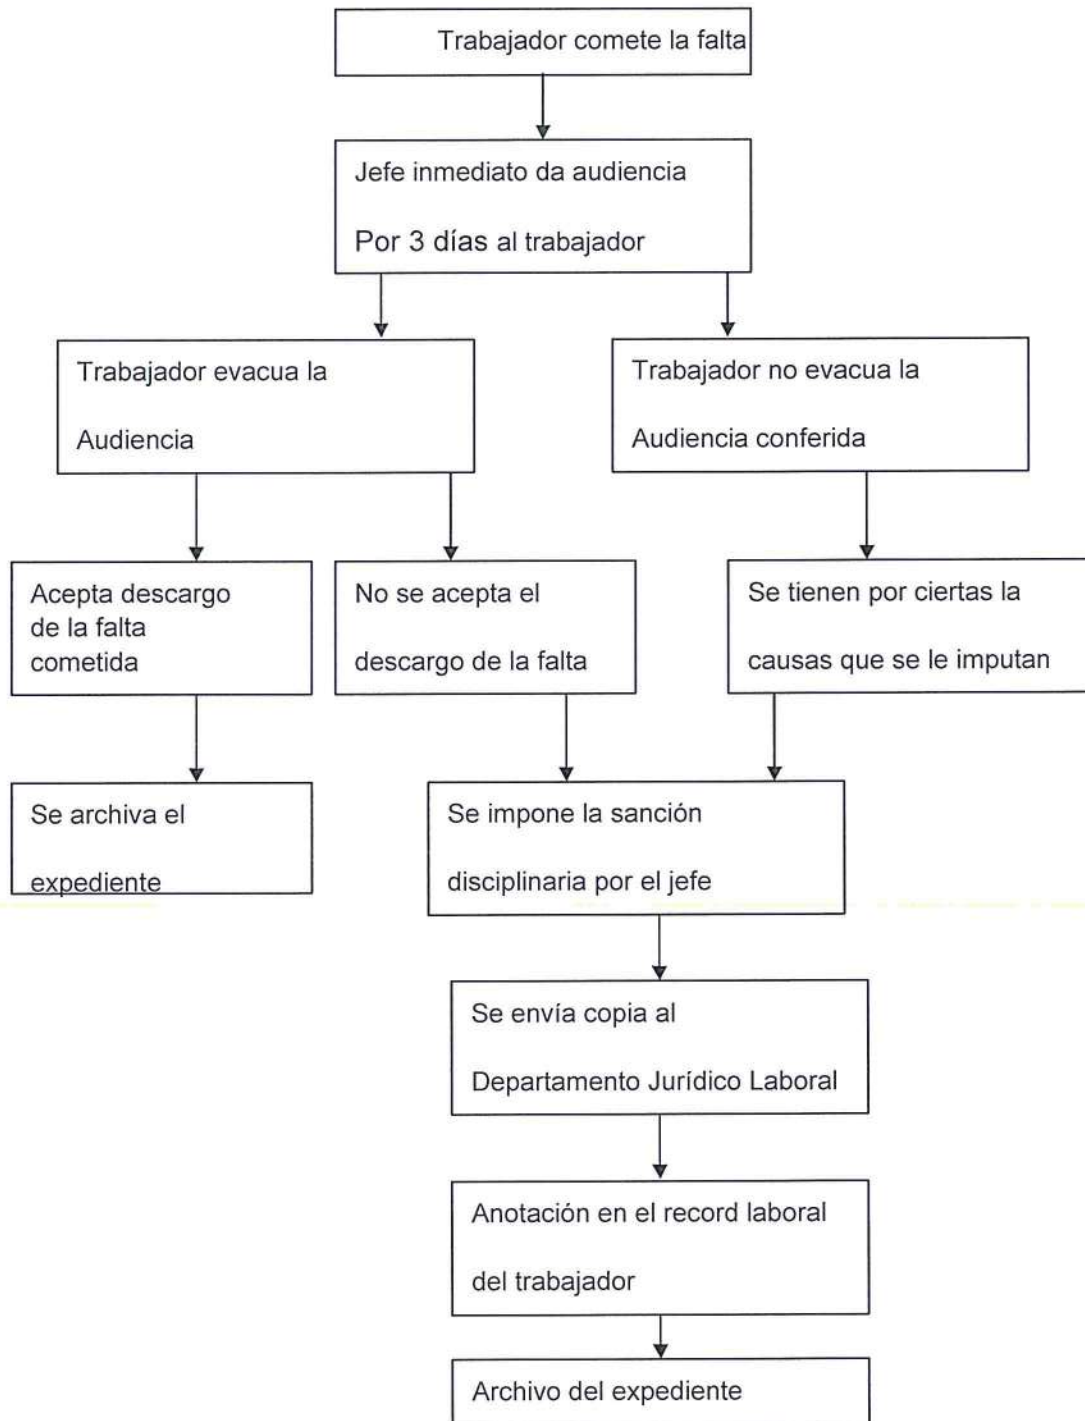 Trabajador comete la falta
Jefe inmediato da audiencia
Por 3 días al trabajador
Trabajador evacua la
Audiencia
Trabajador no evacua la
Audiencia conferida
Acepta descargo
de la falta
cometida
No se acepta el
descargo de la falta
Se tienen por ciertas la
causas que se le imputan
Se archiva el
expediente
Se impone la sanción
disciplinaria por el jefe
Se envía copia al
Departamento Jurídico Laboral
Anotación en el record laboral
del trabajador
Archivo del expediente